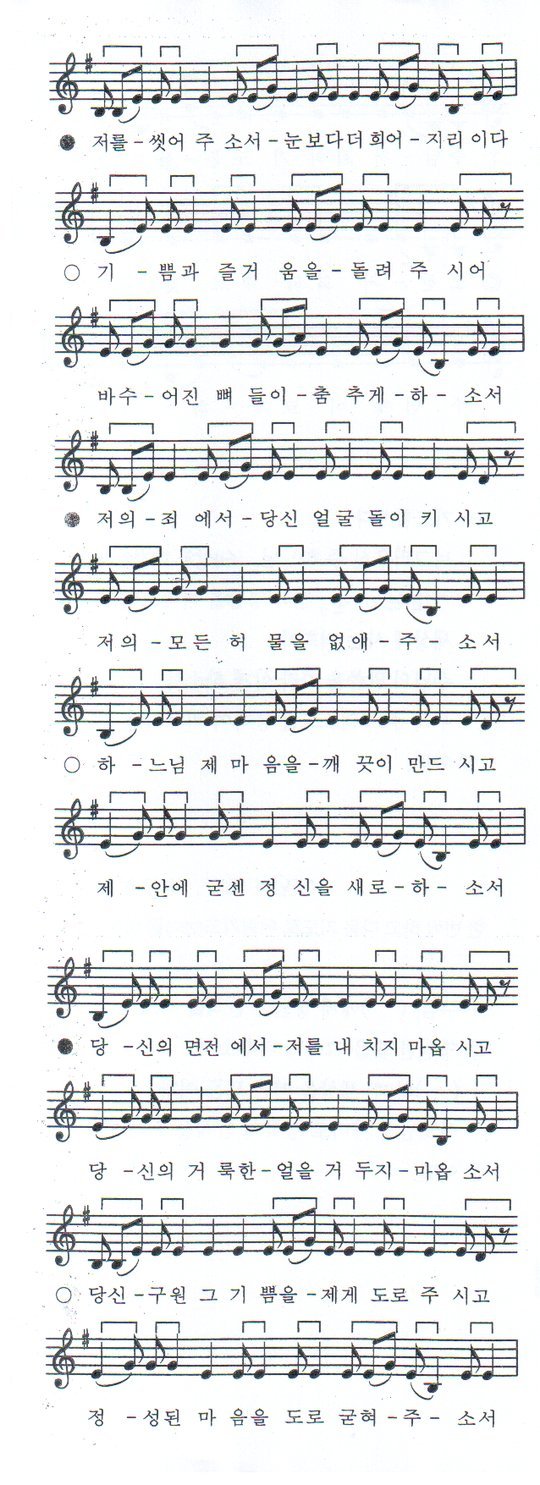 ● 저를-씻어 주 소서-눈보다더희어-지리 이다
○ 기 -쁨과 즐거 움을-돌려 주 시어
바수-어진 뼈 들이-춤 추게-하- 소서
● 저의-죄 에서-당신 얼굴 돌이 키 시고
저의-모든 허 물을 없애-주- 소서
○ 하 -느님 제 마 음을-깨 끗이 만드 시고
제 -안에 굳센 정 신을 새로-하- 소서
● 당 -신의 면전 에서-저를 내 치지 마옵 시고
당 -신의 거 룩한-얼을 거 두지-마옵 소서
○ 당신-구원 그 기 쁨을-제게 도로 주 시고
정 -성된 마 음을 도로 굳혀-주- 소서